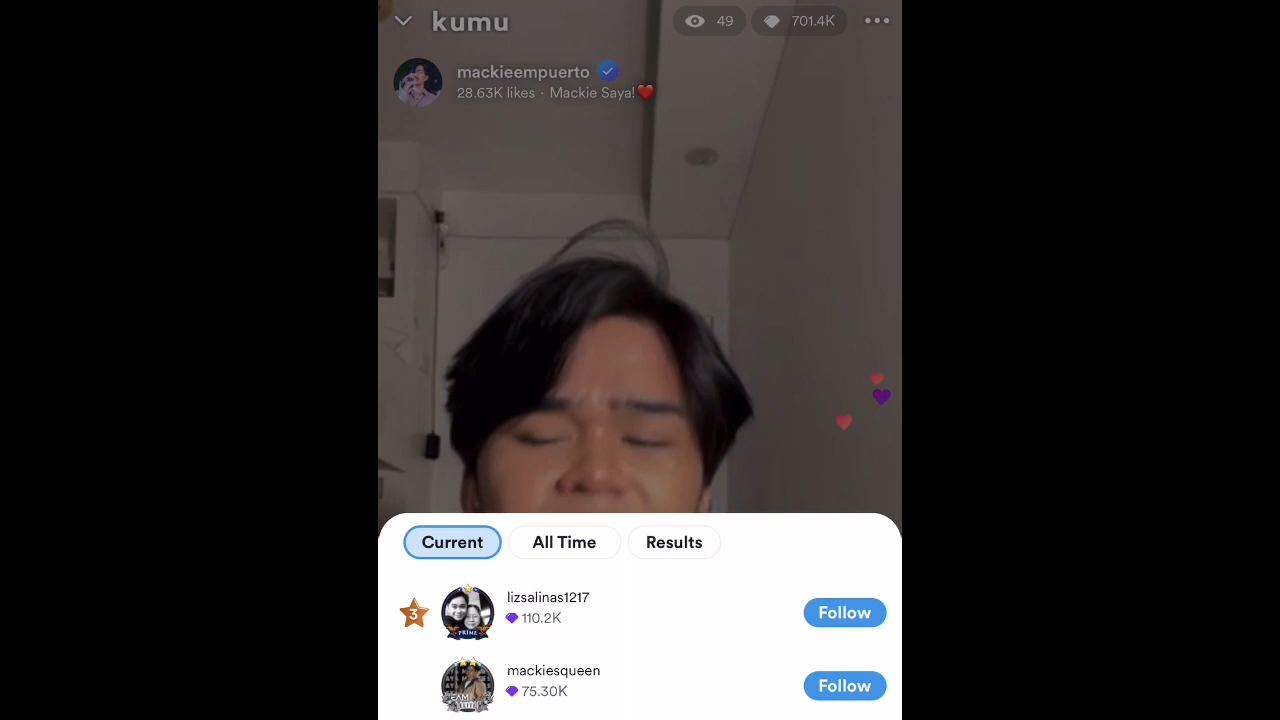 kumu
49
701.4K
mackieempuerto
28.63K likes · Mackie Saya!❤️
Current
All Time
Results
3
lizsalinas1217
110.2K
Follow
PRIME
mackiesqueen
75.30K
Follow